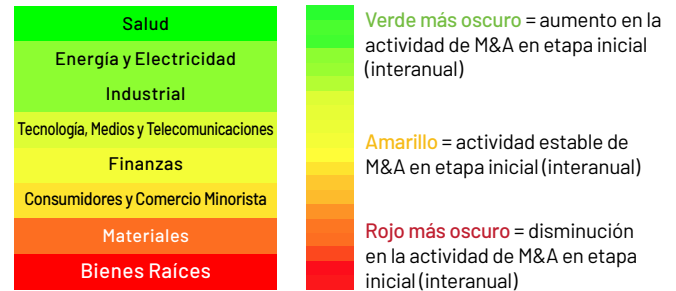 Salud
Energía y Electricidad
Industrial
Tecnología, Medios y Telecomunicaciones
Finanzas
Consumidores y Comercio Minorista
Materiales
Bienes Raíces
Verde más oscuro = aumento en la
actividad de M&A en etapa inicial
(interanual)
Amarillo = actividad estable de
M&A en etapa inicial (interanual)
Rojo más oscuro = disminución
en la actividad de M&A en etapa
inicial (interanual)